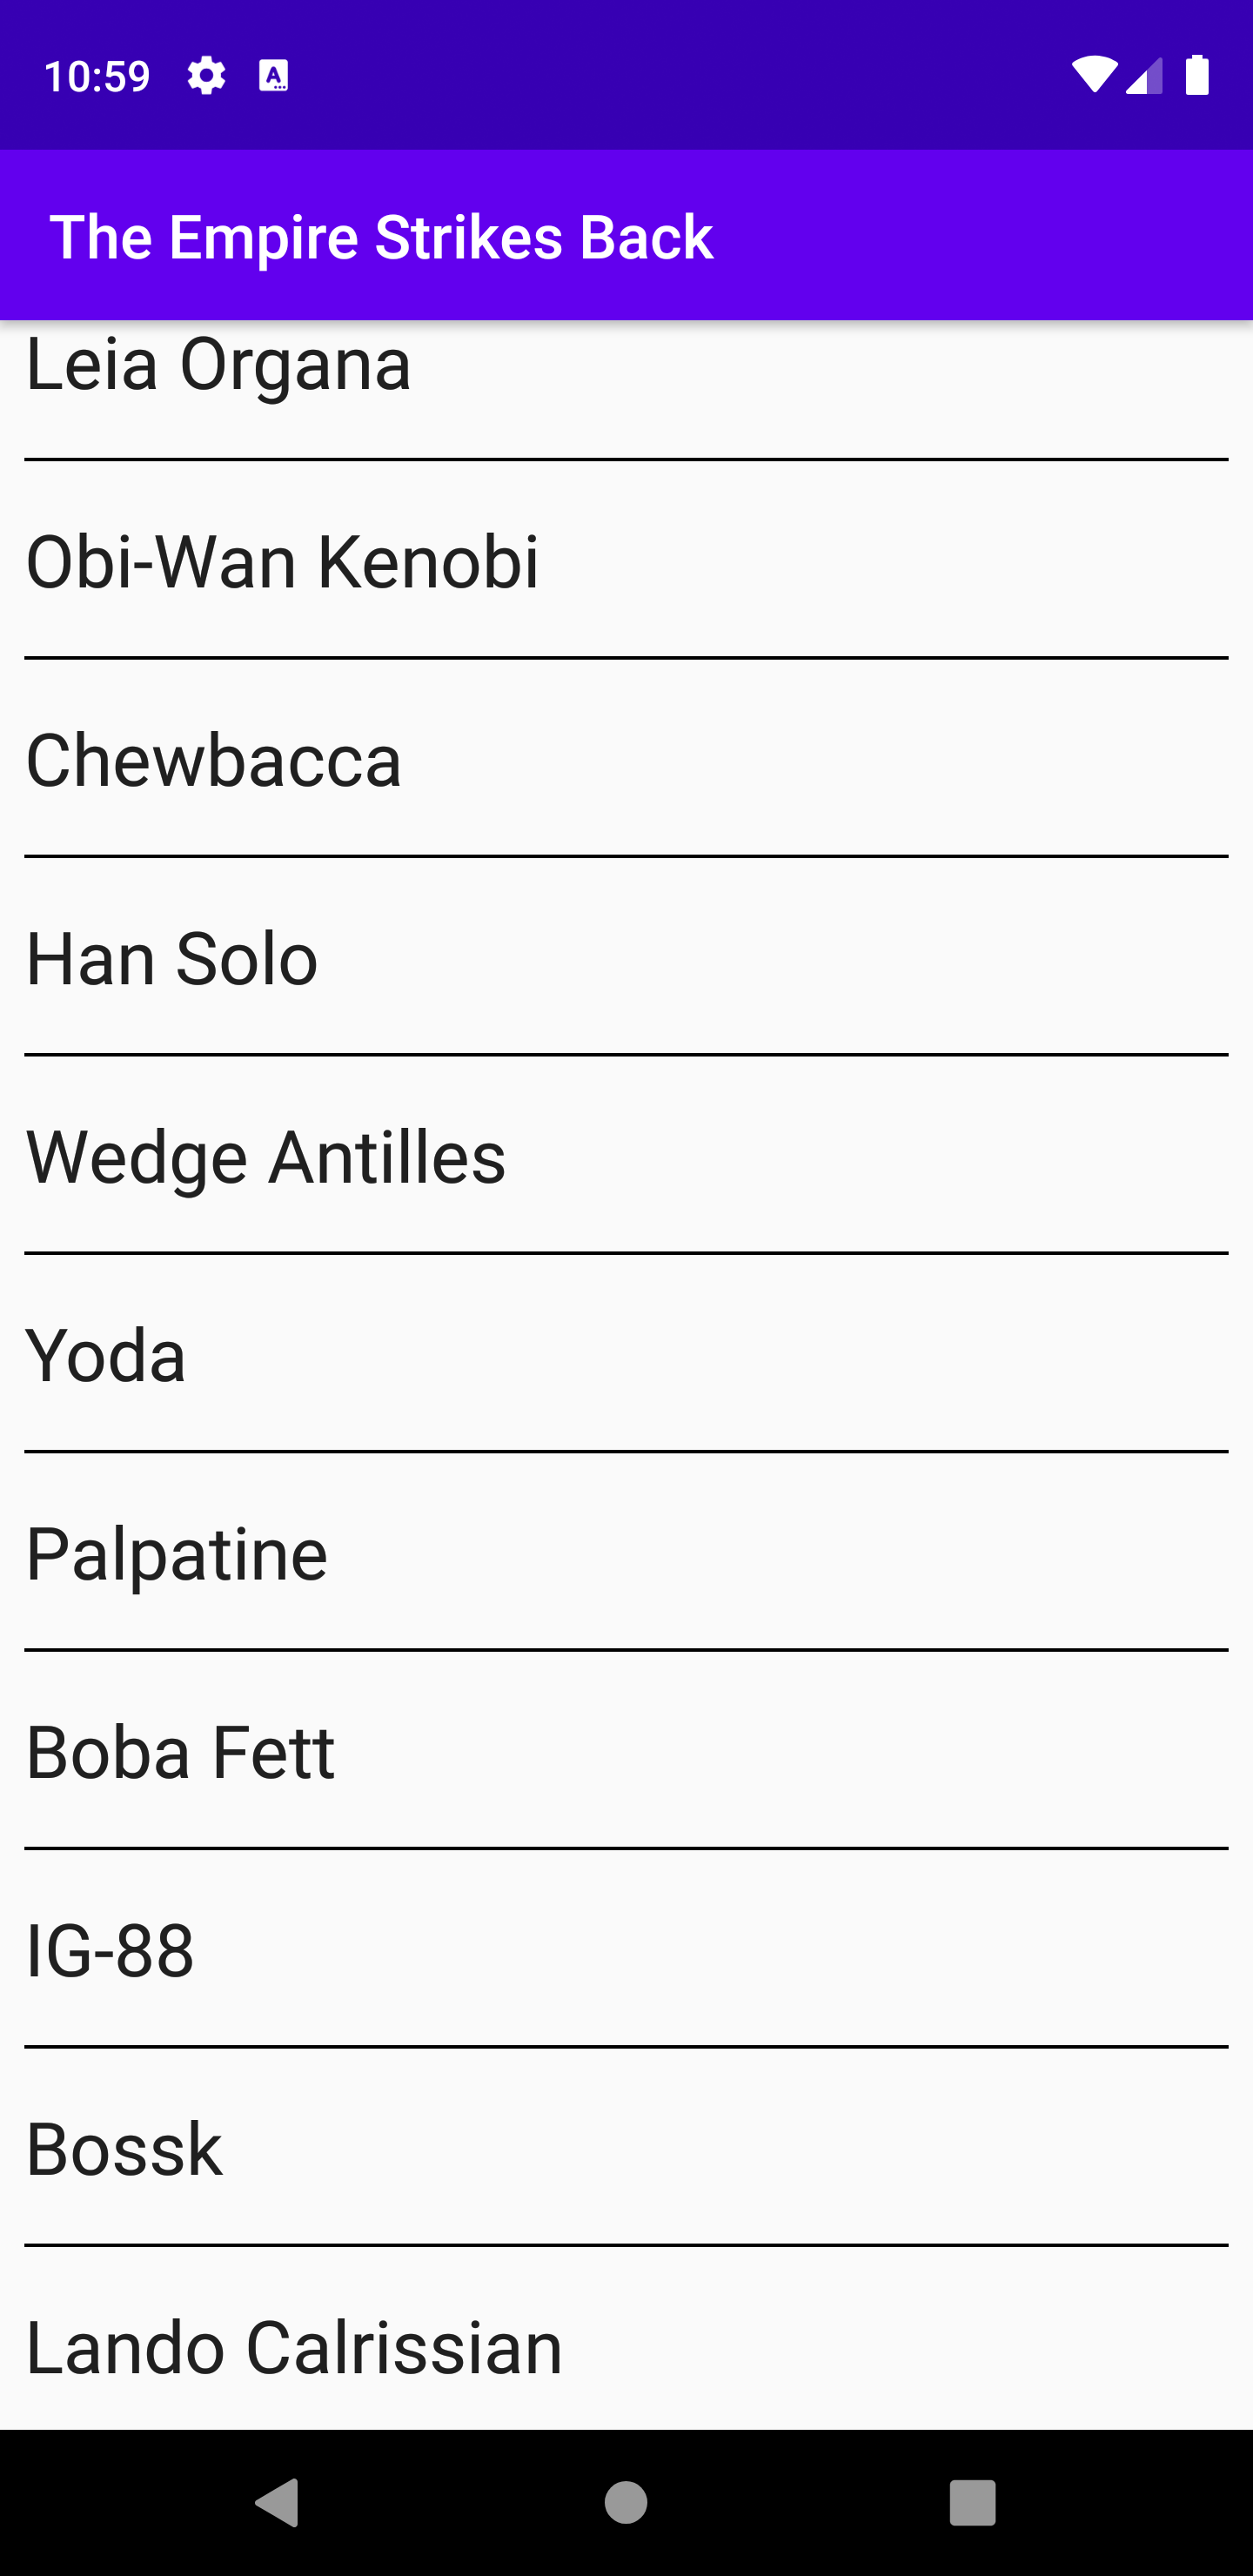 10:59
The Empire Strikes Back
Leia Organa
Obi-Wan Kenobi
Chewbacca
Han Solo
Wedge Antilles
Yoda
Palpatine
Boba Fett
IG-88
Bossk
Lando Calrissian